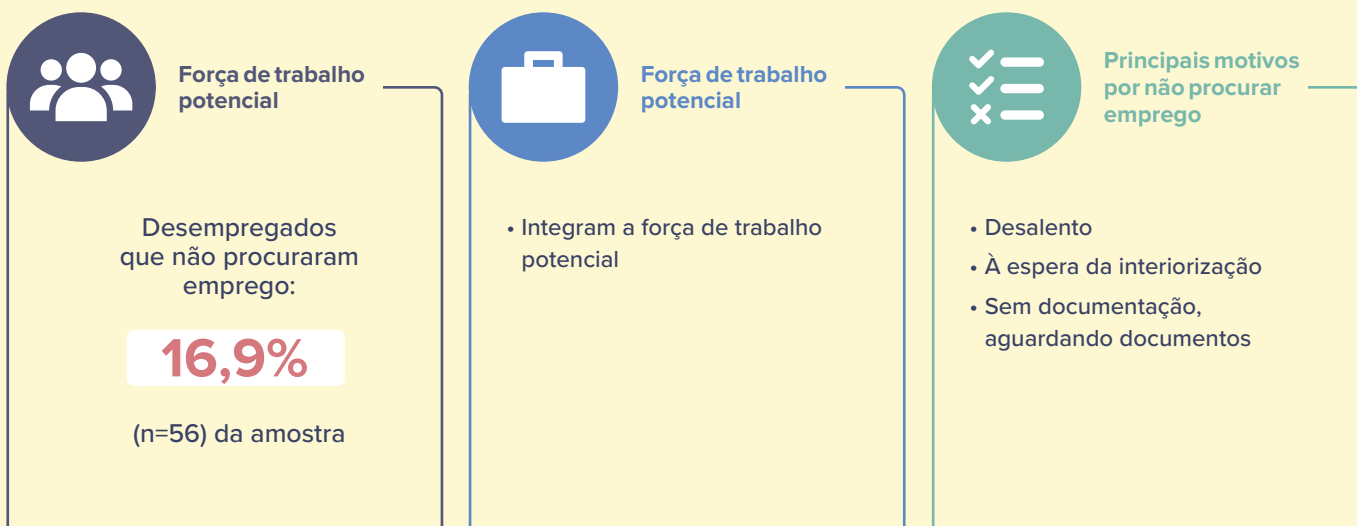 Força de trabalho
potencial
Desempregados
que não procuraram
emprego:
16,9%
(n=56) da amostra
Força de trabalho
potencial
• Integram a força de trabalho
potencial
Principais motivos
por não procurar
emprego
• Desalento
• À espera da interiorização
• Sem documentação,
aguardando documentos